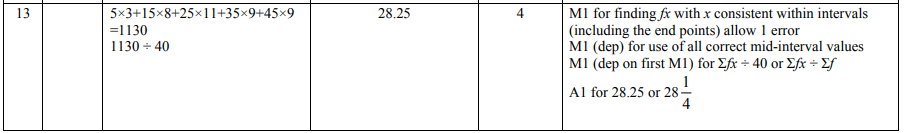 13
5×3+15×8+25×11+35×9+45×9
=1130
1130 ÷ 40
28.25
4
M1 for finding fx with x consistent within intervals
(including the end points) allow 1 error
M1 (dep) for use of all correct mid-interval values
M1 (dep on first M1) for Σfx ÷ 40 or Σfx ÷ Σf
A1 for 28.25 or 28 1/4